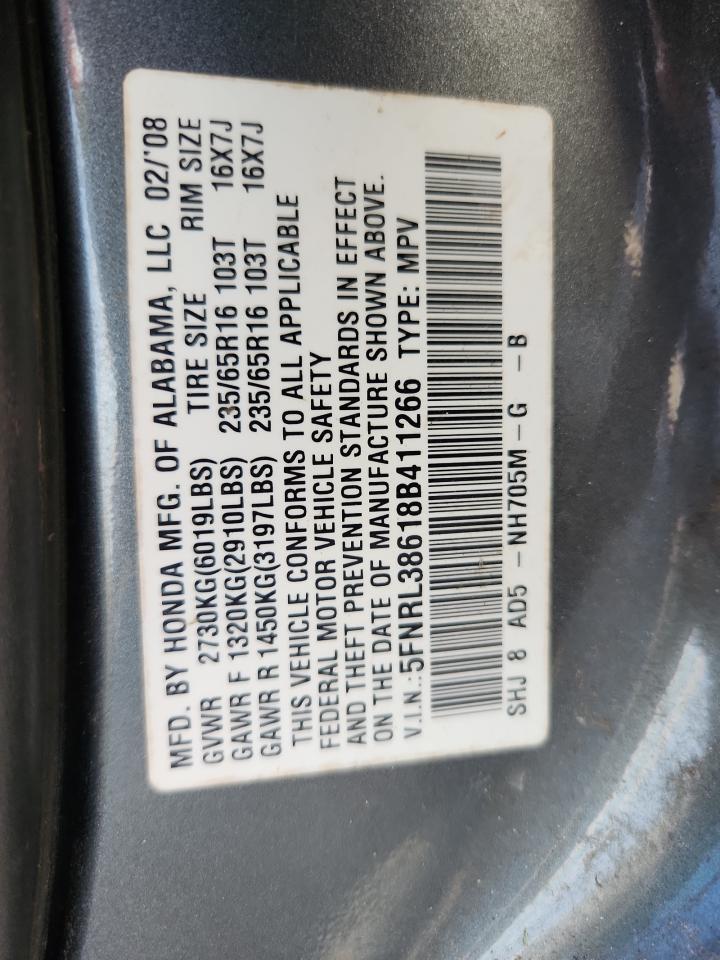 MFD. BY HONDA MFG. OF ALABAMA, LLC 02/'08
GVWR 2730KG(6019LBS) TIRE SIZE RIM SIZE
GAWR F 1320KG(2910LBS) 235/65R16 103T 16X7J
GAWR R 1450KG(3197LBS) 235/65R16 103T 16X7J
THIS VEHICLE CONFORMS TO ALL APPLICABLE
FEDERAL MOTOR VEHICLE SAFETY
AND THEFT PREVENTION STANDARDS IN EFFECT
ON THE DATE OF MANUFACTURE SHOWN ABOVE.
V.I.N.:5FNRL38618B411266 TYPE: MPV
SHJ 8 AD5 -NH705M-G -B